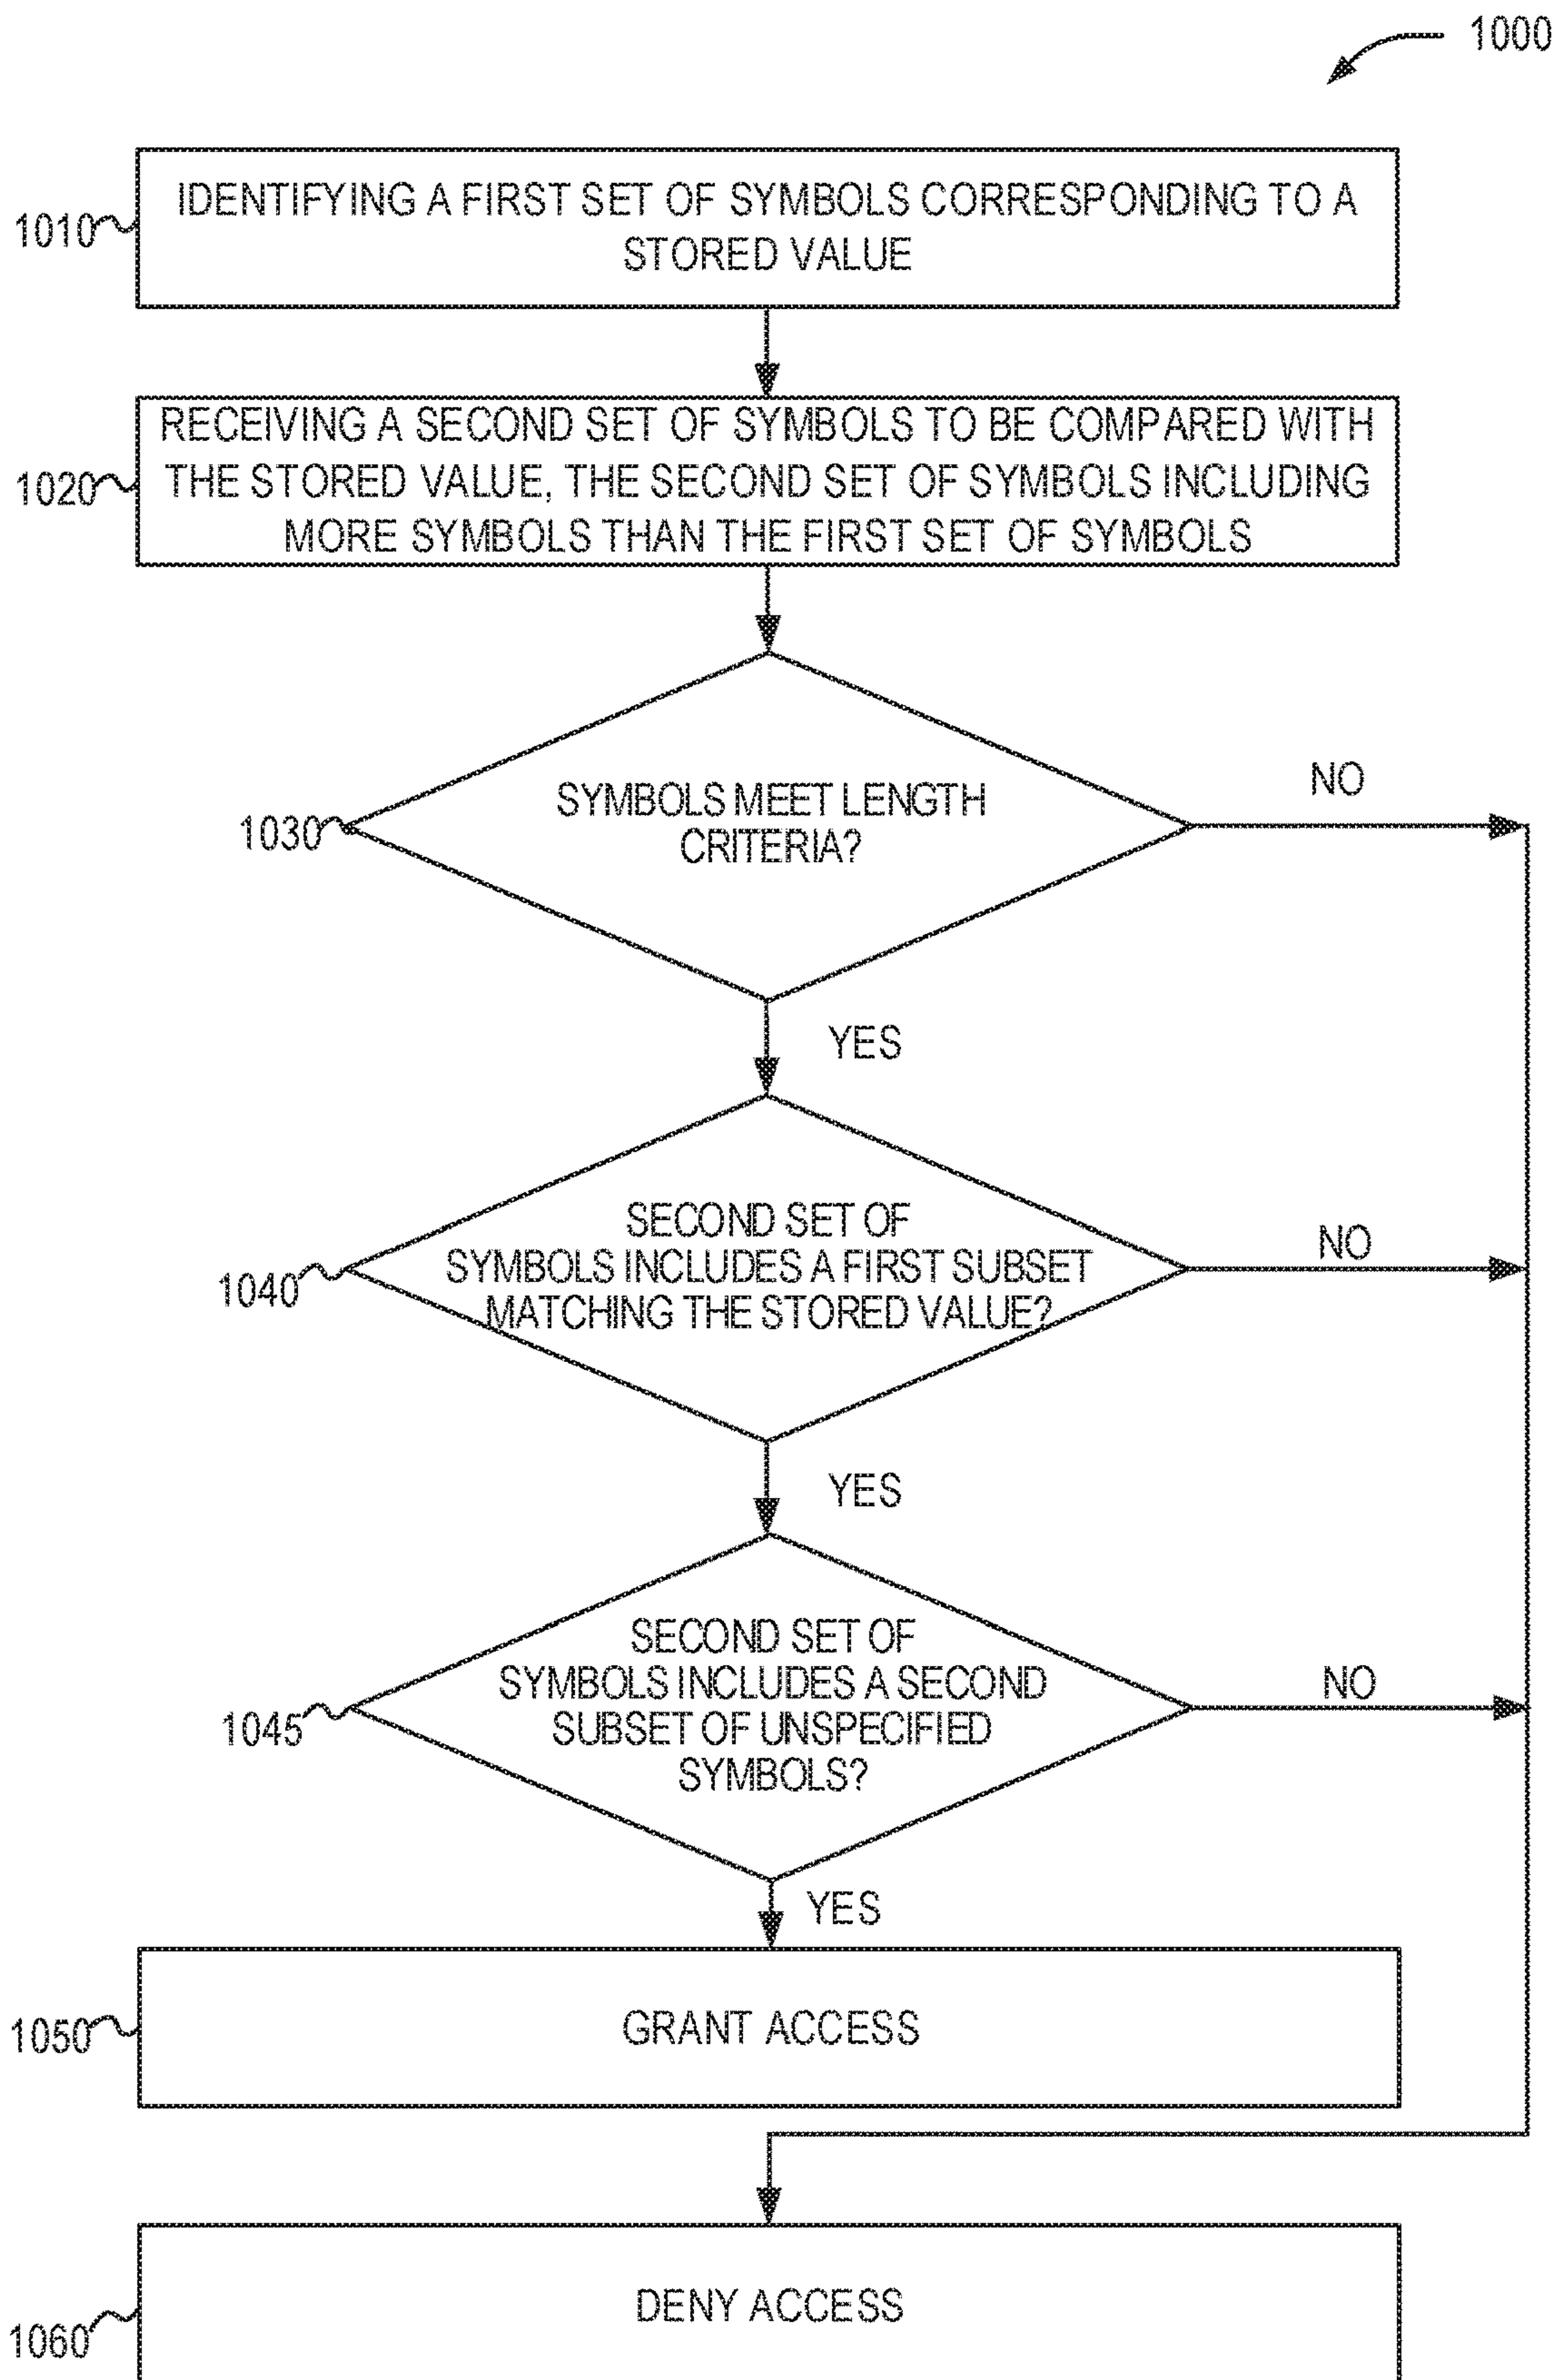 1000
IDENTIFYING A FIRST SET OF SYMBOLS CORRESPONDING TO A
STORED VALUE
1010
RECEIVING A SECOND SET OF SYMBOLS TO BE COMPARED WITH
THE STORED VALUE, THE SECOND SET OF SYMBOLS INCLUDING
MORE SYMBOLS THAN THE FIRST SET OF SYMBOLS
1020
SYMBOLS MEET LENGTH
CRITERIA?
1030
NO
YES
SECOND SET OF
SYMBOLS INCLUDES A FIRST SUBSET
MATCHING THE STORED VALUE?
1040
NO
YES
SECOND SET OF
SYMBOLS INCLUDES A SECOND
SUBSET OF UNSPECIFIED
SYMBOLS?
1045
NO
YES
GRANT ACCESS
1050
DENY ACCESS
1060